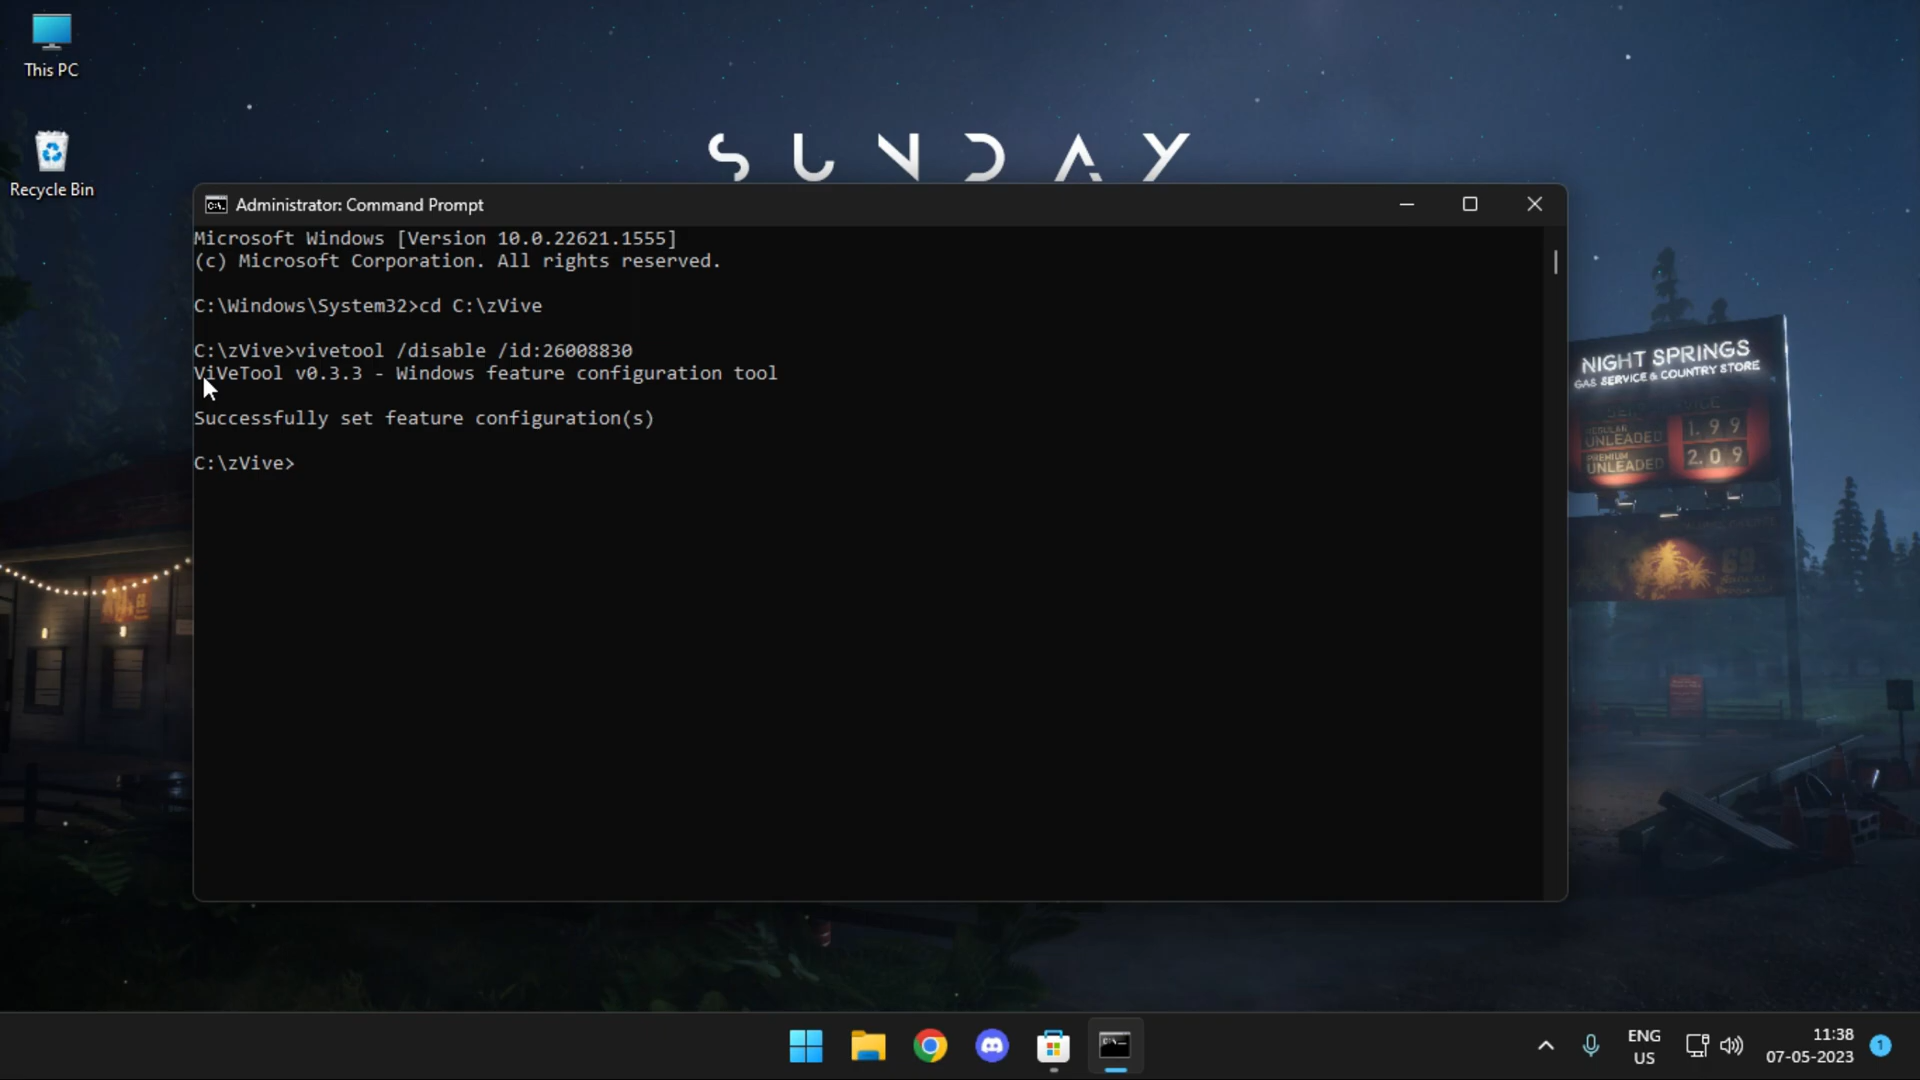 This PC
Recycle Bin
SUNDAY
Administrator: Command Prompt
Microsoft Windows [Version 10.0.22621.1555]
(c) Microsoft Corporation. All rights reserved.
C:\Windows\System32>cd C:\zVive
C:\zVive>vivetool /disable /id:26008830
ViVeTool v0.3.3 - Windows feature configuration tool
Successfully set feature configuration(s)
C:\zVive>
NIGHT SPRINGS
GAS SERVICE & COUNTRY STORE
REGULAR
UNLEADED
1.99
PREMIUM
UNLEADED
2.09
69
ENG
US
11:38
07-05-2023
1